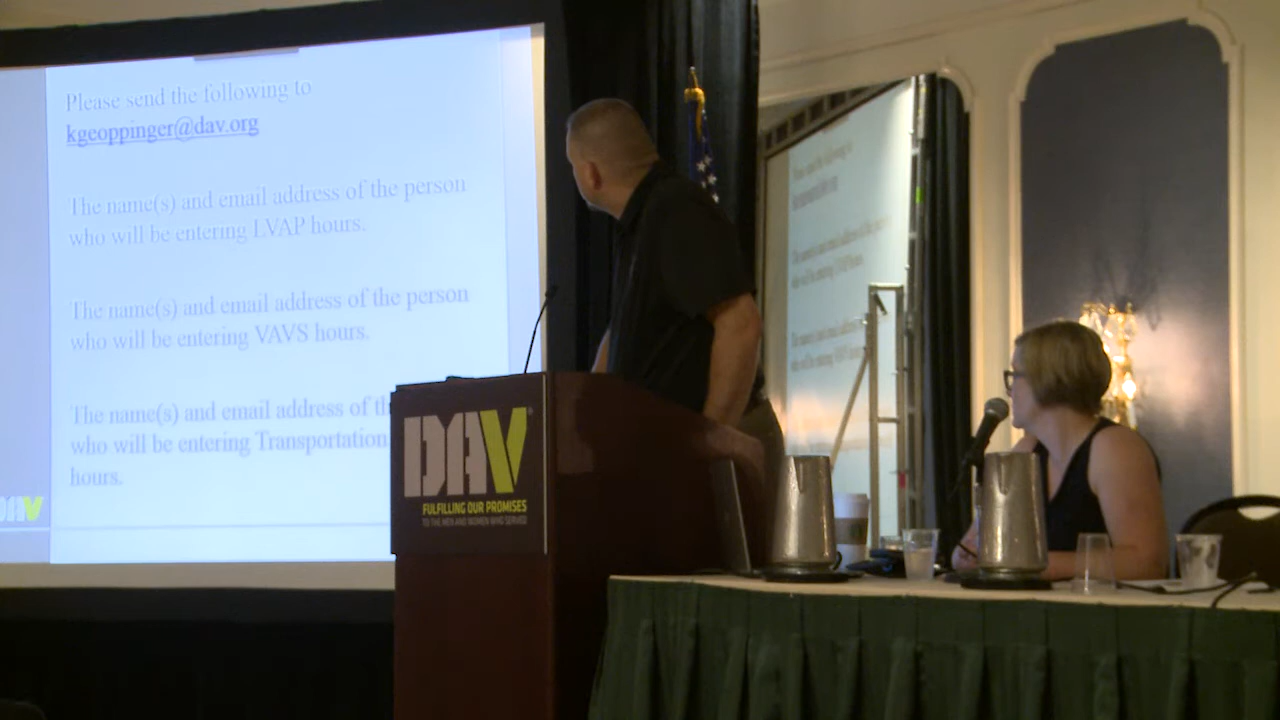 Please send the following to
kgeoppinger@dav.org
The name(s) and email address of the person
who will be entering LVAP hours.
The name(s) and email address of the person
who will be entering VAVS hours.
The name(s) and email address of th
who will be entering Transportation
hours.
DAV
DAV
FULFILLING OUR PROMISES
TO THE MEN AND WOMEN WHO SERVED